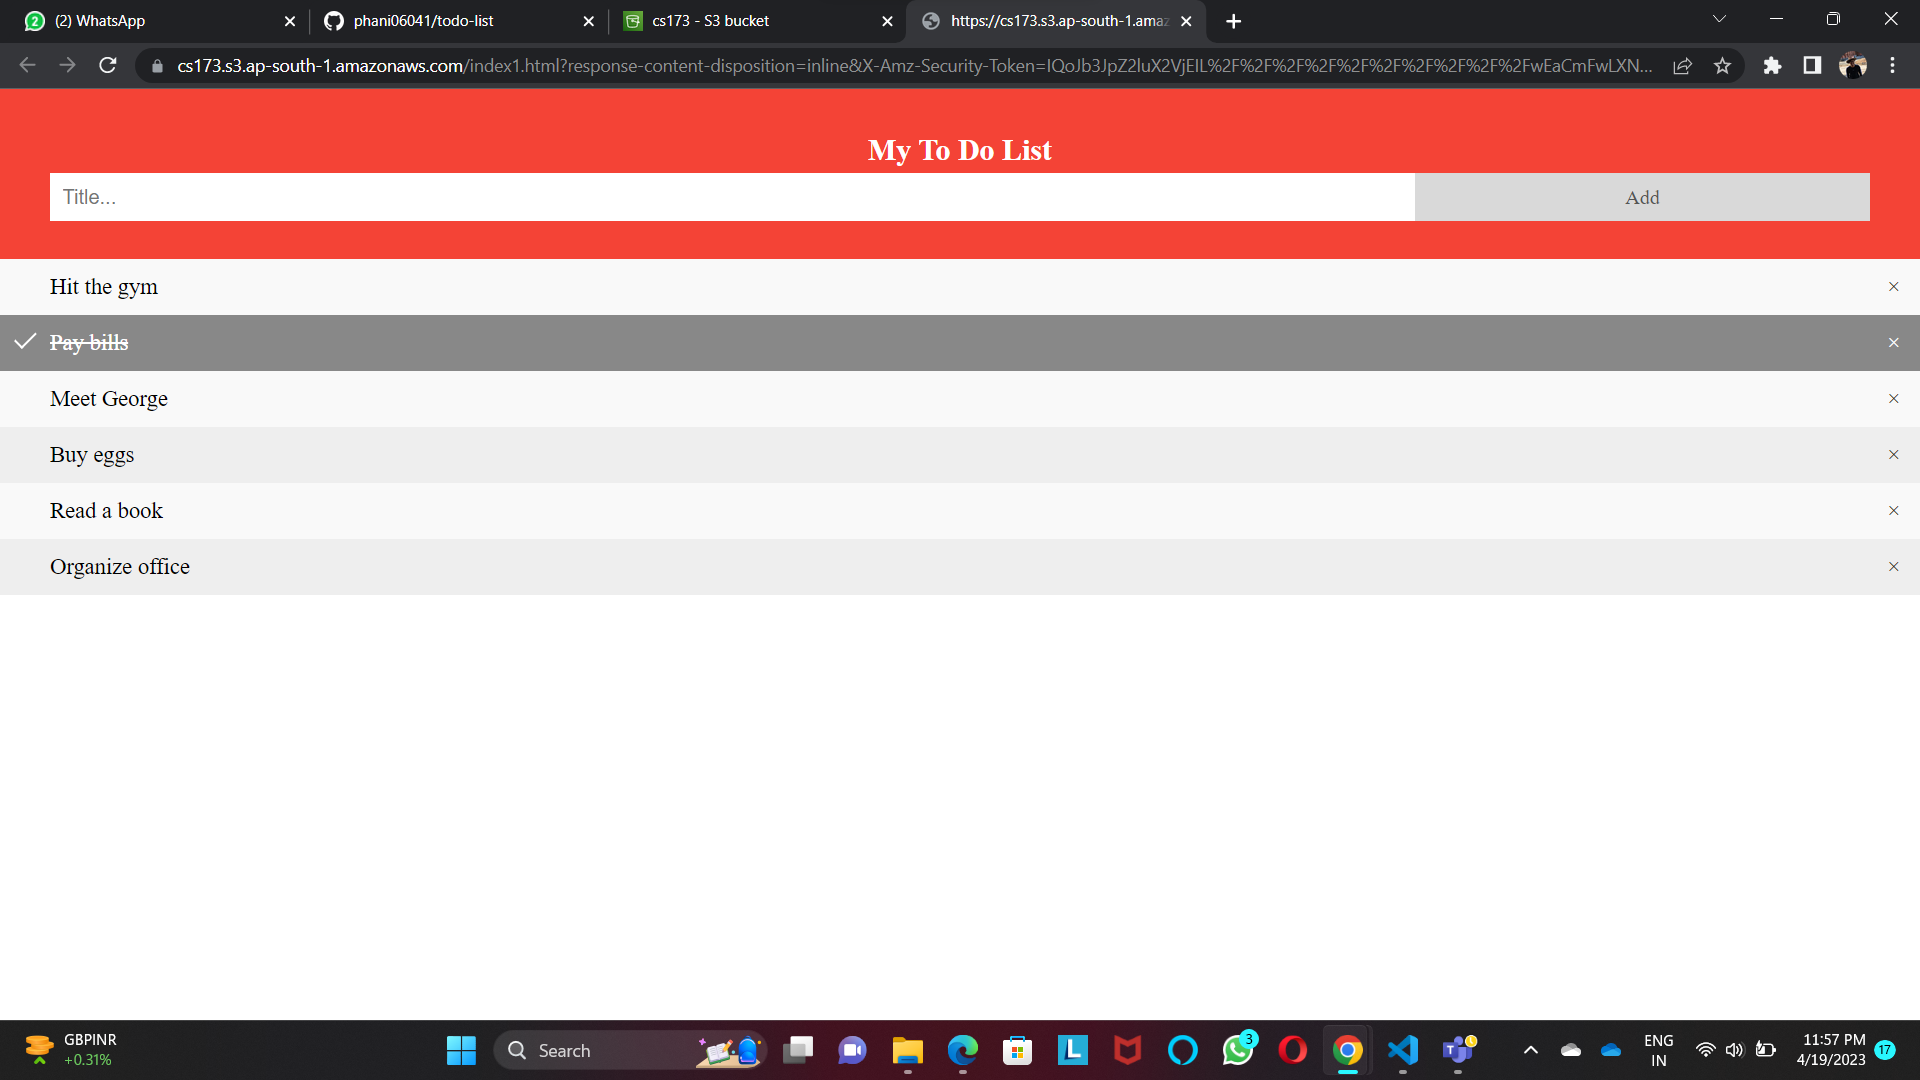 (2) WhatsApp
phani06041/todo-list
cs173 - S3 bucket
https://cs173.s3.ap-south-1.amaz
cs173.s3.ap-south-1.amazonaws.com/index1.html?response-content-disposition=inline&X-Amz-Security-Token=IQoJb3JpZ2luX2VjEIL%2F%2F%2F%2F%2F%2F%2F%2F%2F%2FwEaCmFwLXN...
My To Do List
Title...
Add
Hit the gym
Pay bills
Meet George
Buy eggs
Read a book
Organize office
GBPINR
+0.31%
Search
3
ENG
IN
11:57 PM
4/19/2023
17